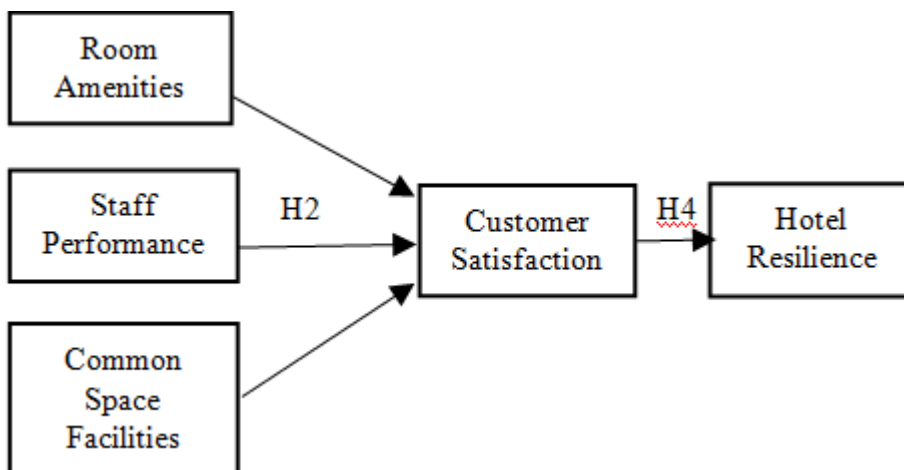 Room
Amenities
Staff
Performance
H2
Common
Space
Facilities
Customer
Satisfaction
H4
Hotel
Resilience